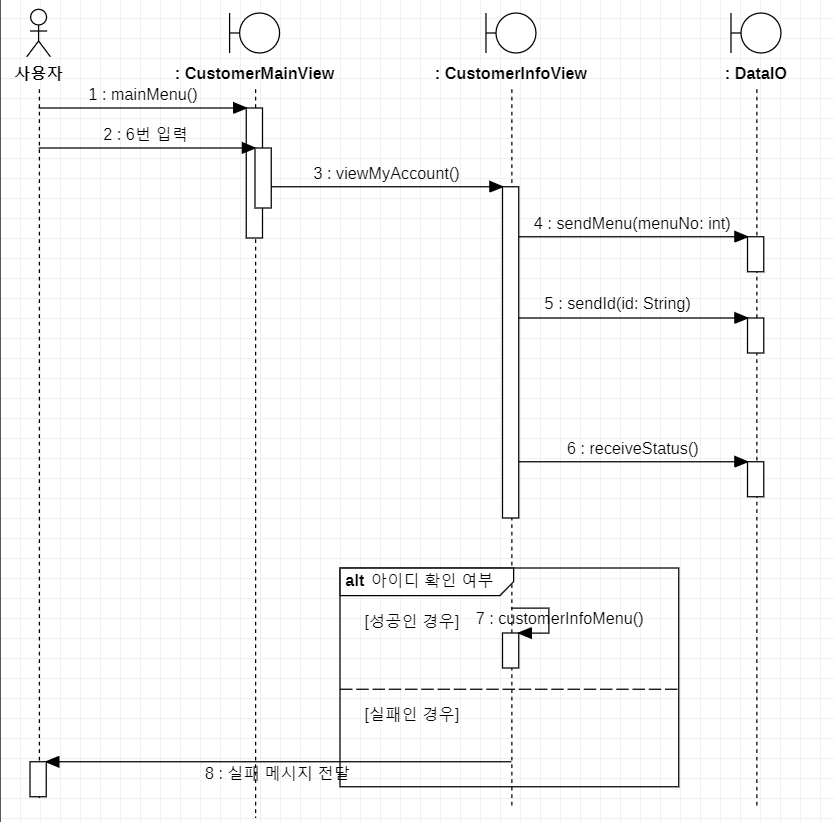 사용자
: CustomerMainView
: CustomerInfoView
: DataIO
1 : mainMenu()
2 : 6번 입력
3 : viewMyAccount()
4 : sendMenu(menuNo: int)
5 : sendId(id: String)
6 : receiveStatus()
alt 아이디 확인 여부
[성공인 경우]
7 : customerInfoMenu()
[실패인 경우]
8 : 실패 메시지 전달